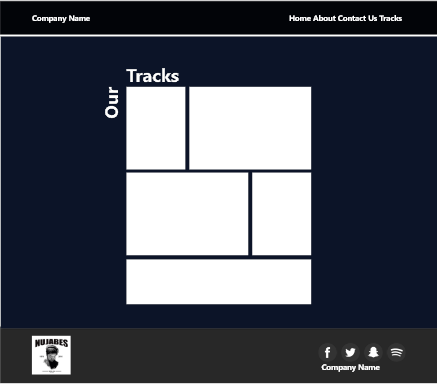 Company Name
Home About Contact Us Tracks
Tracks
Our
NUJABES
Company Name